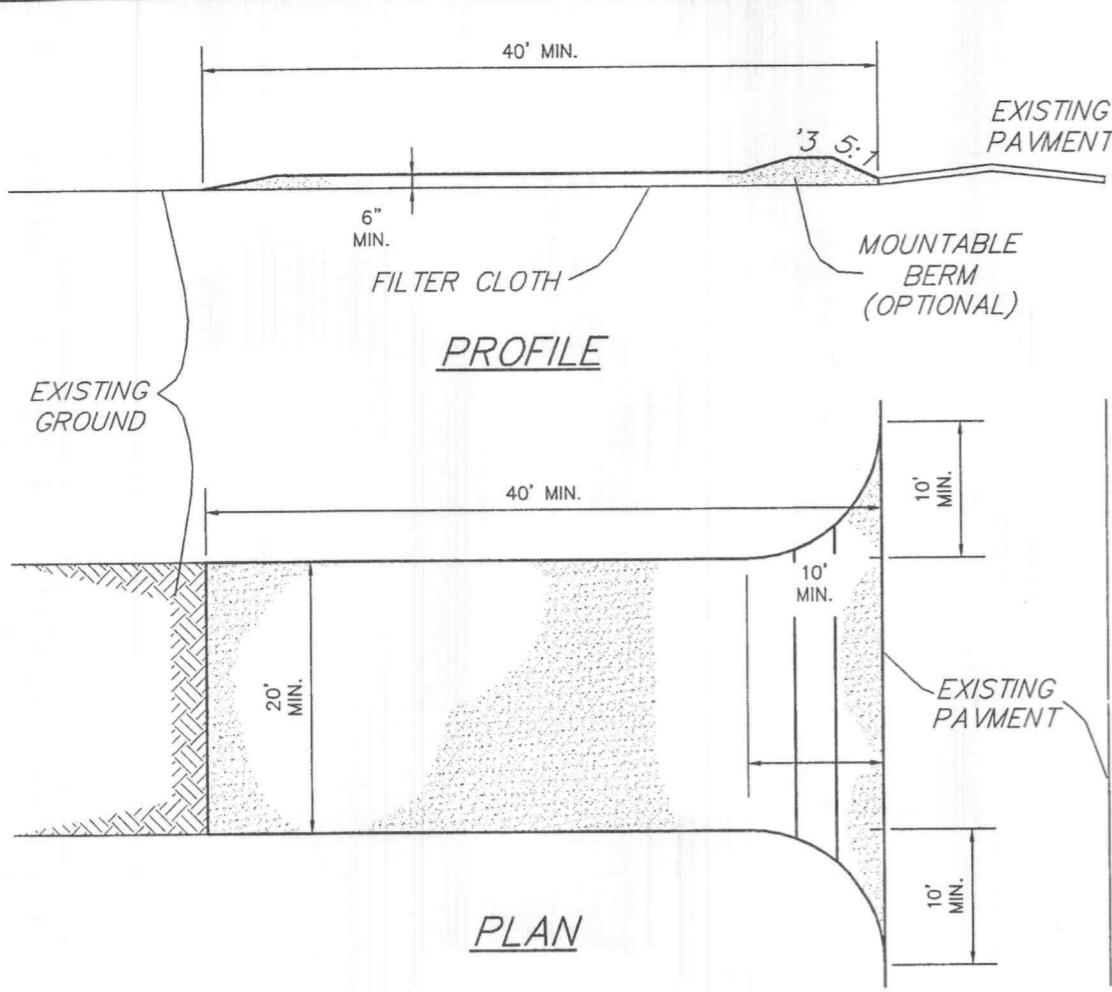 40' MIN.
EXISTING
PAVMENT
'3 5:1
6"
MIN.
FILTER CLOTH
MOUNTABLE
BERM
(OPTIONAL)
PROFILE
EXISTING
GROUND
40' MIN.
10'
MIN.
10'
MIN.
20'
MIN.
EXISTING
PAVMENT
10'
MIN.
PLAN